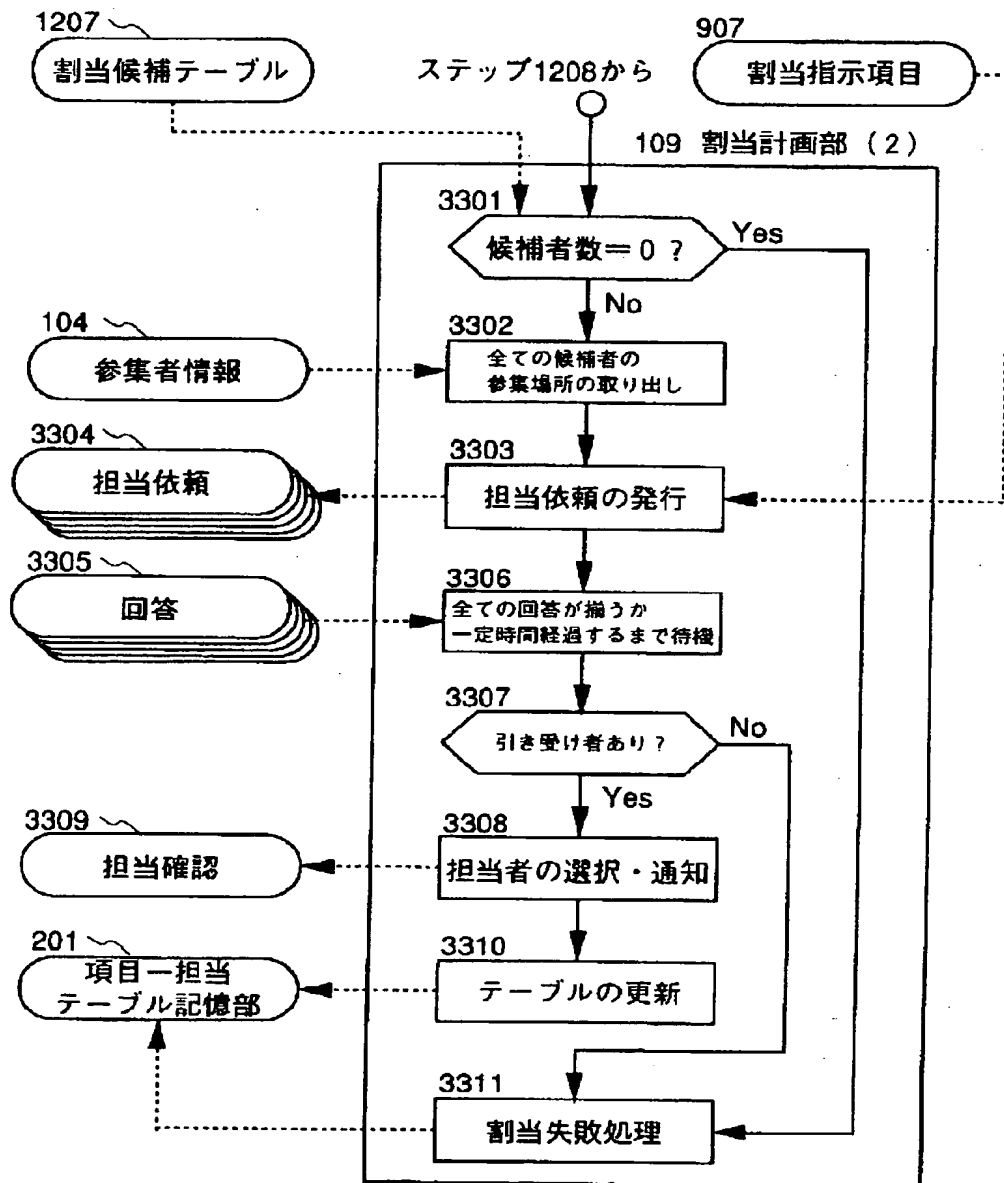 1207
割当候補テーブル
ステップ1208から
907
割当指示項目
109 割当計画部(2)
3301
候補者数=0?
Yes
No
104
参集者情報
3302
全ての候補者の
参集場所の取り出し
3304
担当依頼
3303
担当依頼の発行
3305
回答
3306
全ての回答が揃うか
一定時間経過するまで待機
3307
引き受け者あり?
No
Yes
3309
担当確認
3308
担当者の選択・通知
201
項目ー担当
テーブル記憶部
3310
テーブルの更新
3311
割当失敗処理